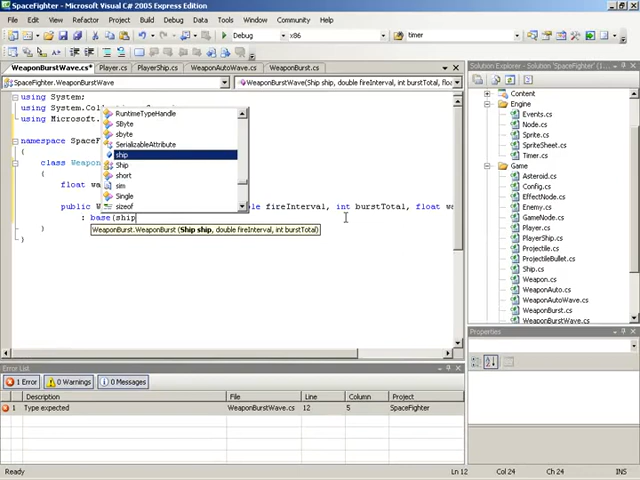 SpaceFighter - Microsoft Visual C# 2005 Express Edition
File Edit View Refactor Project Build Debug Data Tools Window Community Help
Debug x86 timer
WeaponBurstWave.cs* Player.cs PlayerShip.cs WeaponAutoWave.cs WeaponBurst.cs
SpaceFighter.WeaponBurstWave
WeaponBurstWave(Ship ship, double fireInterval, int burstTotal, floa
using System;
using System.Col
using Microsoft.
namespace SpaceF
class Weapon
{
float wa
public W
le fireInterval, int burstTotal, float wa
: base(ship
}
}
RuntimeTypeHandle
SByte
sbyte
SerializableAttribute
ship
Ship
short
sim
Single
sizeof
WeaponBurst.WeaponBurst (Ship ship, double fireInterval, int burstTotal)
Solution Explorer - Solution 'SpaceFighter'
Content
Engine
Events.cs
Node.cs
Sprite.cs
SpriteSheet.cs
Timer.cs
Game
Asteroid.cs
Config.cs
EffectNode.cs
Enemy.cs
GameNode.cs
Player.cs
PlayerShip.cs
Projectile.cs
ProjectileBullet.cs
Ship.cs
Weapon.cs
WeaponAuto.cs
WeaponAutoWave.cs
WeaponBurst.cs
WeaponBurstWave.cs
Properties
Error List
1 Error 0 Warnings 0 Messages
Description File Line Column Project
1 Type expected WeaponBurstWave.cs 12 5 SpaceFighter
Ready Ln 12 Col 24 Ch 24